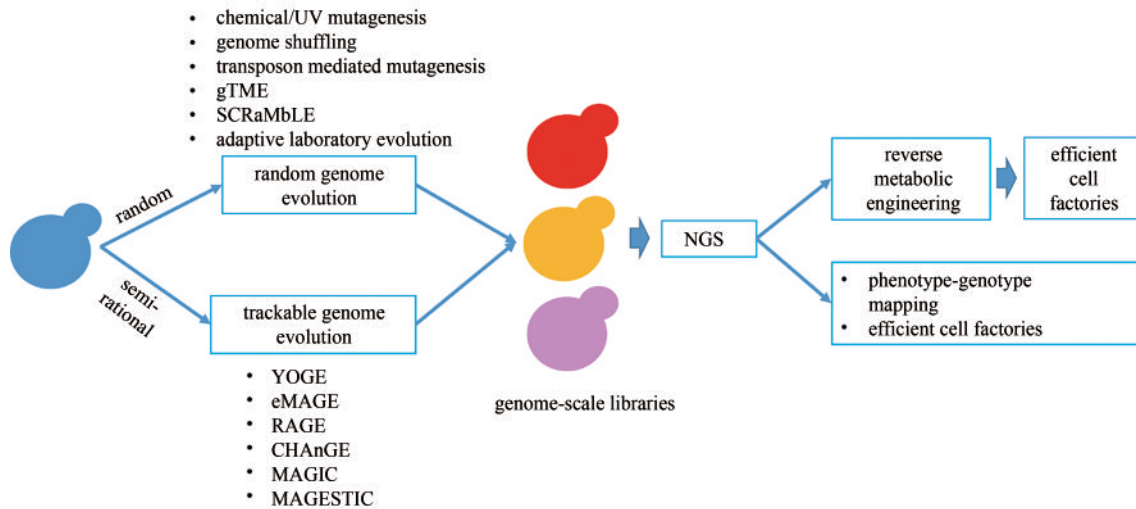 • chemical/UV mutagenesis
• genome shuffling
• transposon mediated mutagenesis
• gTME
• SCRaMbLE
• adaptive laboratory evolution
random
random genome
evolution
semi-
rational
trackable genome
evolution
• YOGE
• eMAGE
• RAGE
• CHAnGE
• MAGIC
• MAGESTIC
genome-scale libraries
NGS
reverse
metabolic
engineering
efficient
cell
factories
• phenotype-genotype
mapping
• efficient cell factories